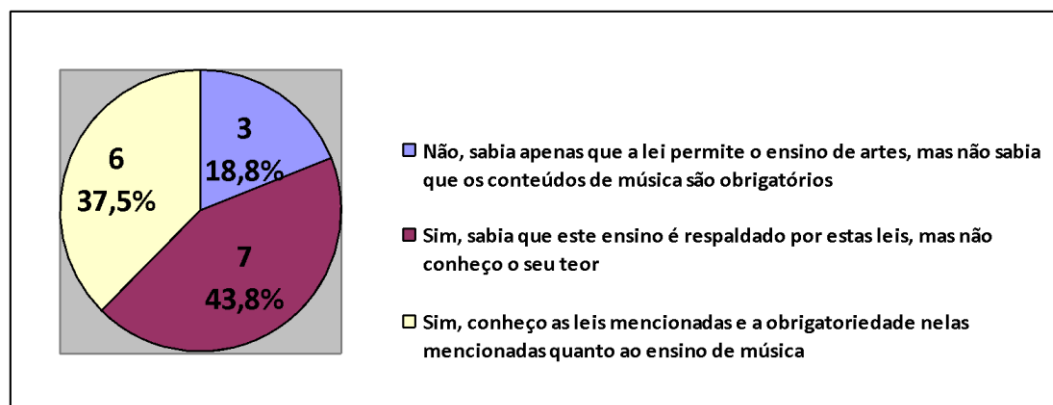 3
18,8%
6
37,5%
7
43,8%
Não, sabia apenas que a lei permite o ensino de artes, mas não sabia
que os conteúdos de música são obrigatórios
Sim, sabia que este ensino é respaldado por estas leis, mas não
conheço o seu teor
Sim, conheço as leis mencionadas e a obrigatoriedade nelas
mencionadas quanto ao ensino de música